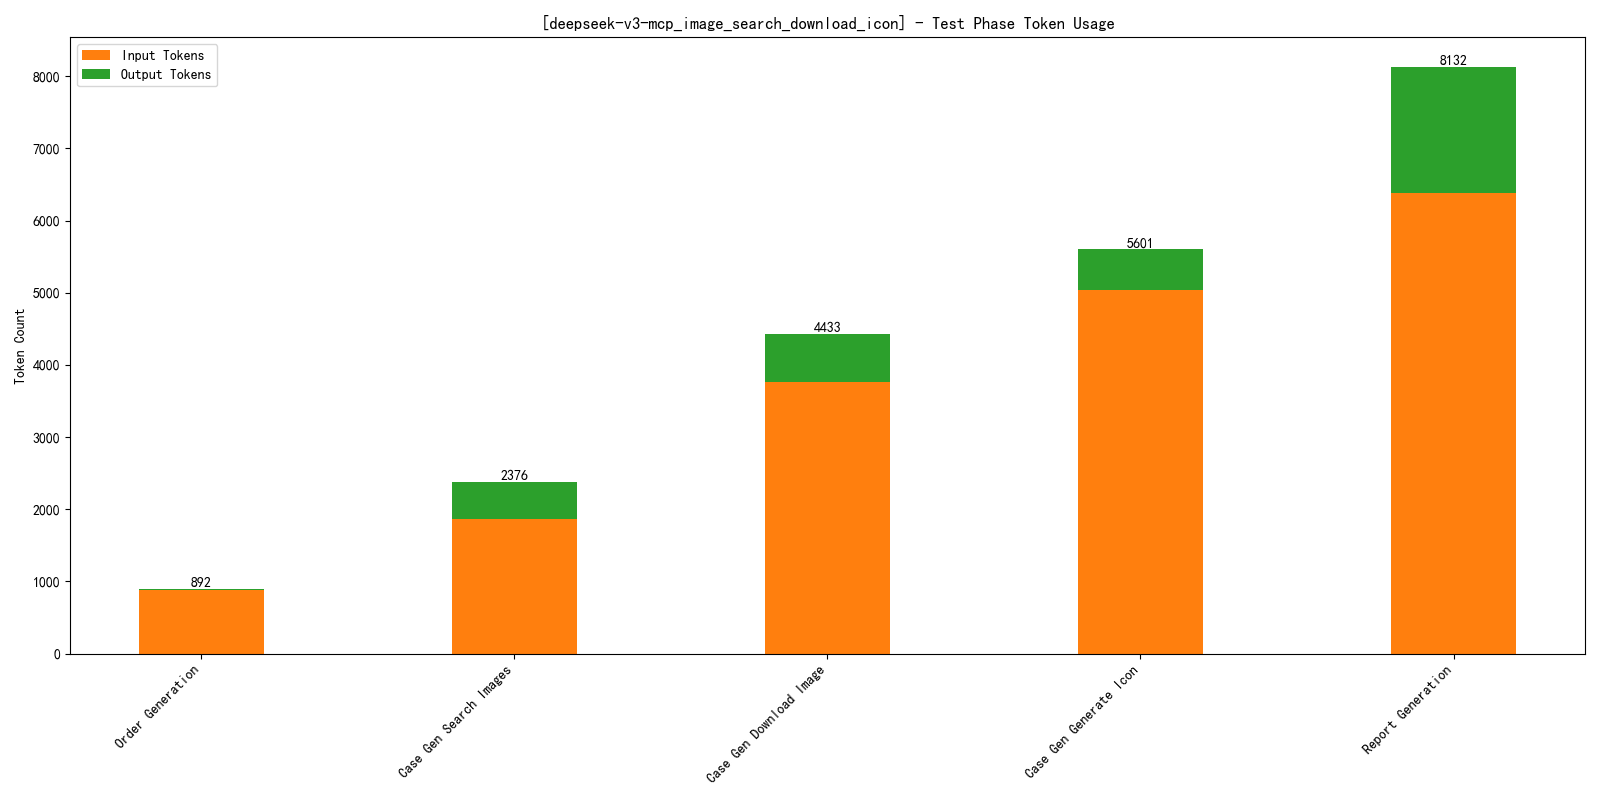 [deepseek-v3-mcp_image_search_download_icon] - Test Phase Token Usage
Input Tokens
Output Tokens
Token Count
8000
7000
6000
5000
4000
3000
2000
1000
0
892
2376
4433
5601
8132
Order Generation
Case Gen Search Images
Case Gen Download Image
Case Gen Generate Icon
Report Generation